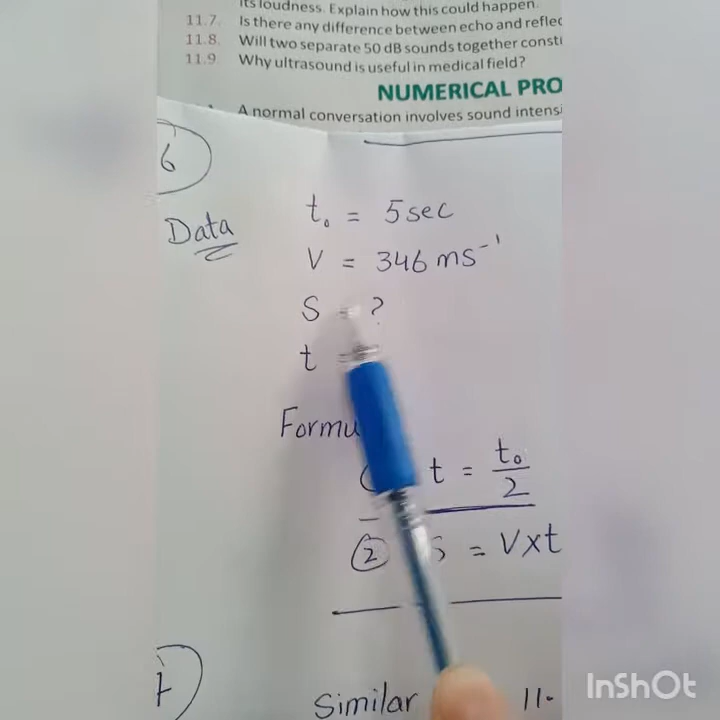 its loudness. Explain how this could happen.
11.7. Is there any difference between echo and reflec
11.8. Will two separate 50 dB sounds together consti
11.9 Why ultrasound is useful in medical field?
NUMERICAL PRO
A normal conversation involves sound intensi
6
Data
t₀ = 5 sec
V = 346 ms⁻¹
S = ?
t =
Formu
t = t₀/2
② S = V×t
7
Similar 11.
InShOt